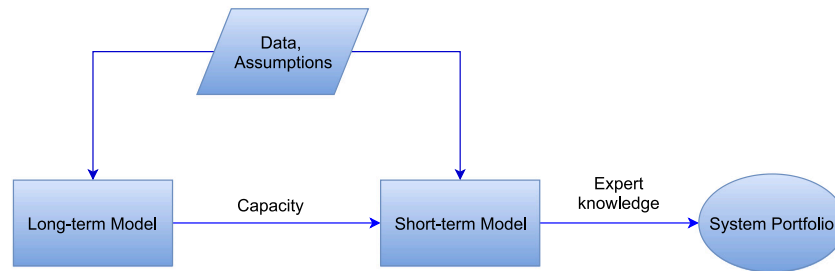 Data,
Assumptions
Long-term Model
Capacity
Short-term Model
Expert
knowledge
System Portfolio